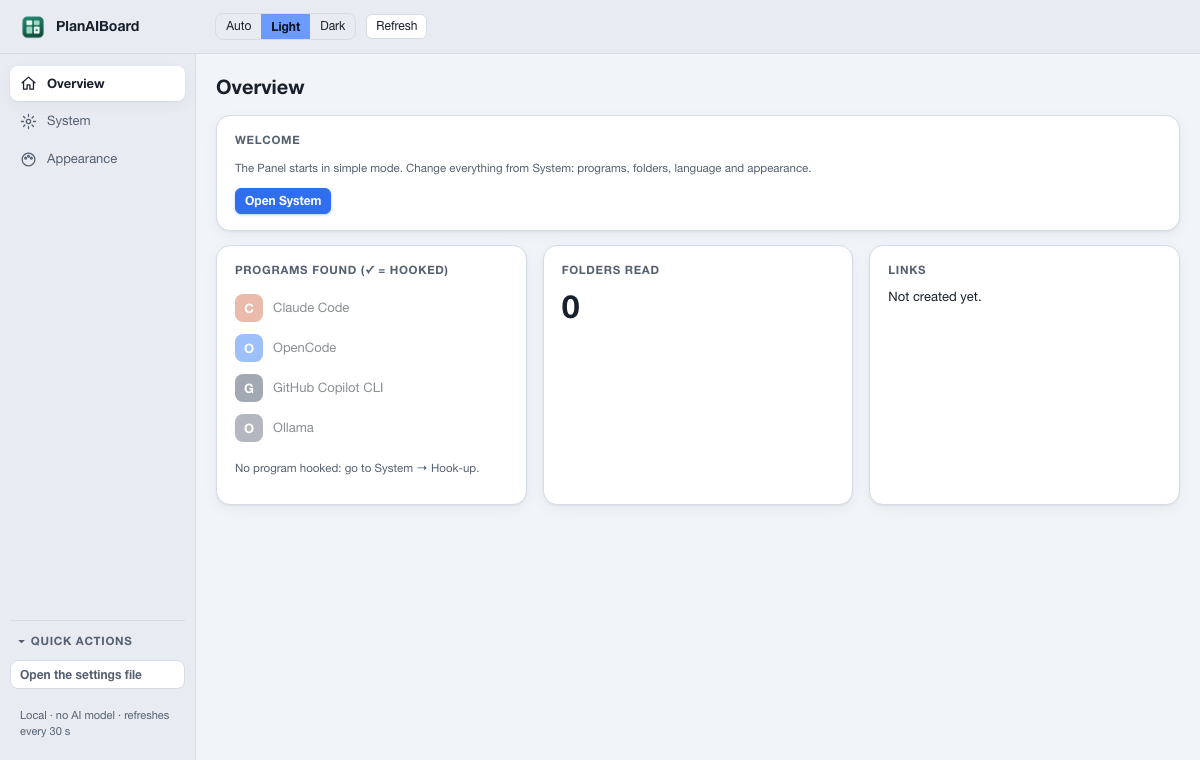 PlanAIBoard
Auto Light Dark Refresh
Overview
System
Appearance
QUICK ACTIONS
Open the settings file
Local · no AI model · refreshes
every 30 s
Overview
WELCOME
The Panel starts in simple mode. Change everything from System: programs, folders, language and appearance.
Open System
PROGRAMS FOUND (✓ = HOOKED)
C Claude Code
O OpenCode
G GitHub Copilot CLI
O Ollama
No program hooked: go to System → Hook-up.
FOLDERS READ
0
LINKS
Not created yet.